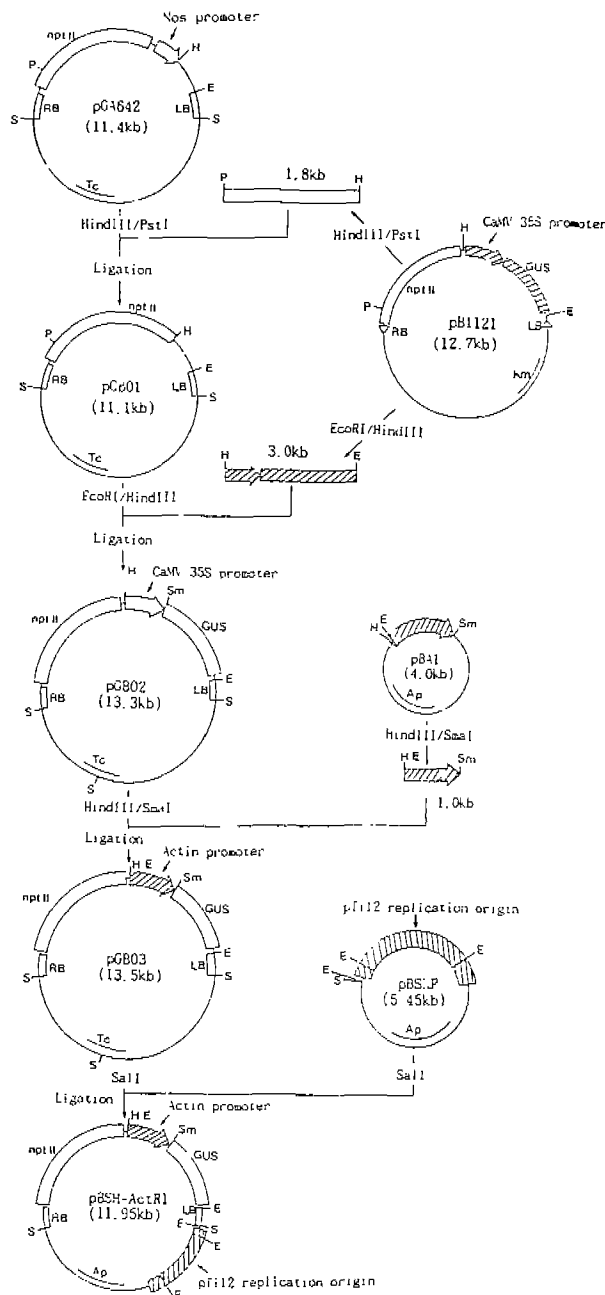 Nos promoter
nptII
H
P
E
RB
pGA642
LB
S
S
(11.4kb)
Tc
P
1.8kb
H
HindIII/PstI
HindIII/PstI
Ligation
H
CaMV 35S promoter
GUS
nptII
P
E
RB
pBI121
LB
(12.7kb)
Km
nptII
P
H
E
RB
pGB01
LB
S
S
(11.1kb)
Tc
EcoRI/HindIII
H
3.0kb
E
EcoRI/HindIII
Ligation
H
CaMV 35S promoter
Sm
nptII
GUS
E
pGB02
RB
LB
S
S
(13.3kb)
Tc
S
HindIII/SmaI
E
H
Sm
pBA1
(4.0kb)
Ap
HindIII/SmaI
H E
Sm
1.0kb
Ligation
H E
Actin promoter
Sm
nptII
GUS
E
pGB03
RB
LB
S
S
(13.5kb)
Tc
S
SalI
pTi12 replication origin
E
E
E
S
(5.45kb)
Ap
SalI
Ligation
H E
Actin promoter
Sm
nptII
GUS
pBSH-ActR1
LB
E
RB
E
S
S
(11.95kb)
E
Ap
E
pTi12 replication origin